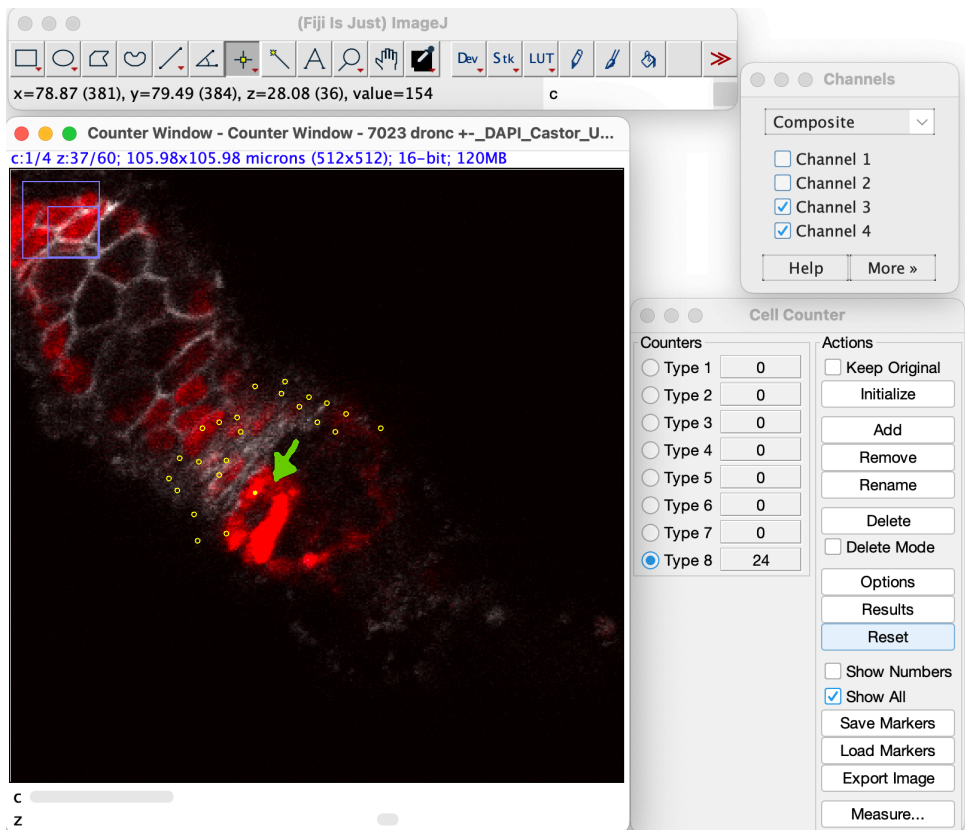 (Fiji Is Just) ImageJ
Dev Stk LUT
x=78.87 (381), y=79.49 (384), z=28.08 (36), value=154
c
Counter Window - Counter Window - 7023 dronc +-_DAPI_Castor_U...
c:1/4 z:37/60; 105.98x105.98 microns (512x512); 16-bit; 120MB
c
z
Channels
Composite
Channel 1
Channel 2
Channel 3
Channel 4
Help More »
Cell Counter
Counters
Type 1 0
Type 2 0
Type 3 0
Type 4 0
Type 5 0
Type 6 0
Type 7 0
Type 8 24
Actions
Keep Original
Initialize
Add
Remove
Rename
Delete
Delete Mode
Options
Results
Reset
Show Numbers
Show All
Save Markers
Load Markers
Export Image
Measure...